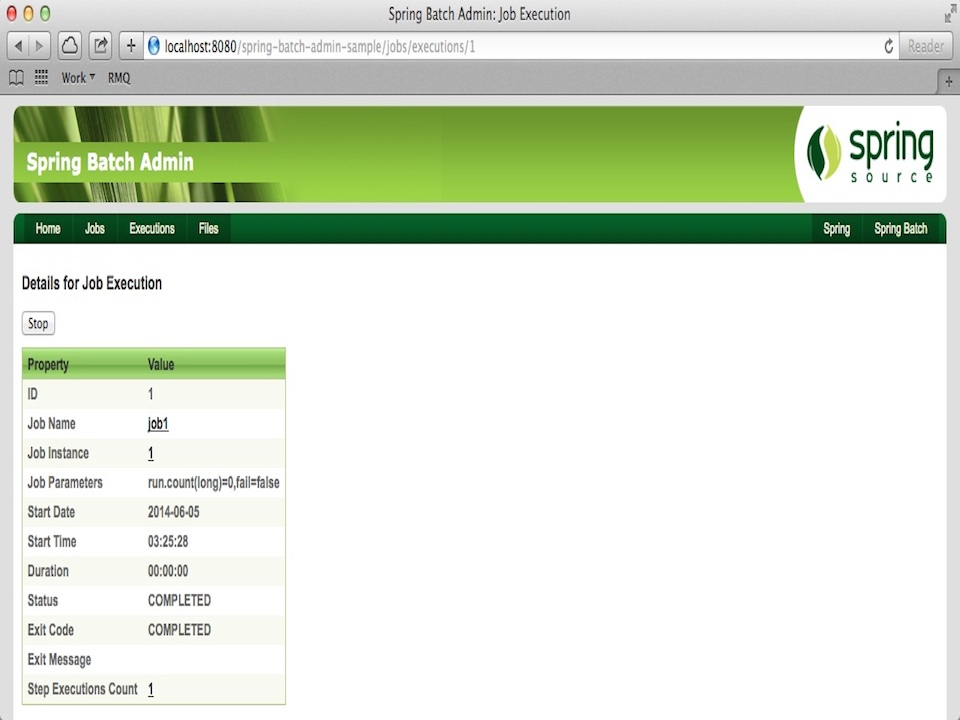 Spring Batch Admin: Job Execution
localhost:8080/spring-batch-admin-sample/jobs/executions/1
Reader
Work RMQ
Spring Batch Admin
spring
source
Home Jobs Executions Files Spring Spring Batch
Details for Job Execution
Stop
Property Value
ID 1
Job Name job1
Job Instance 1
Job Parameters run.count(long)=0,fail=false
Start Date 2014-06-05
Start Time 03:25:28
Duration 00:00:00
Status COMPLETED
Exit Code COMPLETED
Exit Message
Step Executions Count 1